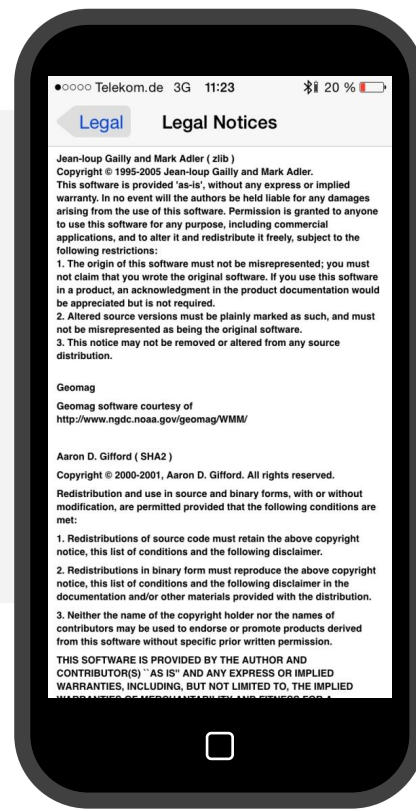 ●○○○○ Telekom.de 3G 11:23 20 %
Legal Legal Notices
Jean-loup Gailly and Mark Adler ( zlib )
Copyright © 1995-2005 Jean-loup Gailly and Mark Adler.
This software is provided 'as-is', without any express or implied
warranty. In no event will the authors be held liable for any damages
arising from the use of this software. Permission is granted to anyone
to use this software for any purpose, including commercial
applications, and to alter it and redistribute it freely, subject to the
following restrictions:
1. The origin of this software must not be misrepresented; you must
not claim that you wrote the original software. If you use this software
in a product, an acknowledgment in the product documentation would
be appreciated but is not required.
2. Altered source versions must be plainly marked as such, and must
not be misrepresented as being the original software.
3. This notice may not be removed or altered from any source
distribution.
Geomag
Geomag software courtesy of
http://www.ngdc.noaa.gov/geomag/WMM/
Aaron D. Gifford ( SHA2 )
Copyright © 2000-2001, Aaron D. Gifford. All rights reserved.
Redistribution and use in source and binary forms, with or without
modification, are permitted provided that the following conditions are
met:
1. Redistributions of source code must retain the above copyright
notice, this list of conditions and the following disclaimer.
2. Redistributions in binary form must reproduce the above copyright
notice, this list of conditions and the following disclaimer in the
documentation and/or other materials provided with the distribution.
3. Neither the name of the copyright holder nor the names of
contributors may be used to endorse or promote products derived
from this software without specific prior written permission.
THIS SOFTWARE IS PROVIDED BY THE AUTHOR AND
CONTRIBUTOR(S) ``AS IS'' AND ANY EXPRESS OR IMPLIED
WARRANTIES, INCLUDING, BUT NOT LIMITED TO, THE IMPLIED
WARRANTIES OF MERCHANTABILITY AND FITNESS FOR A